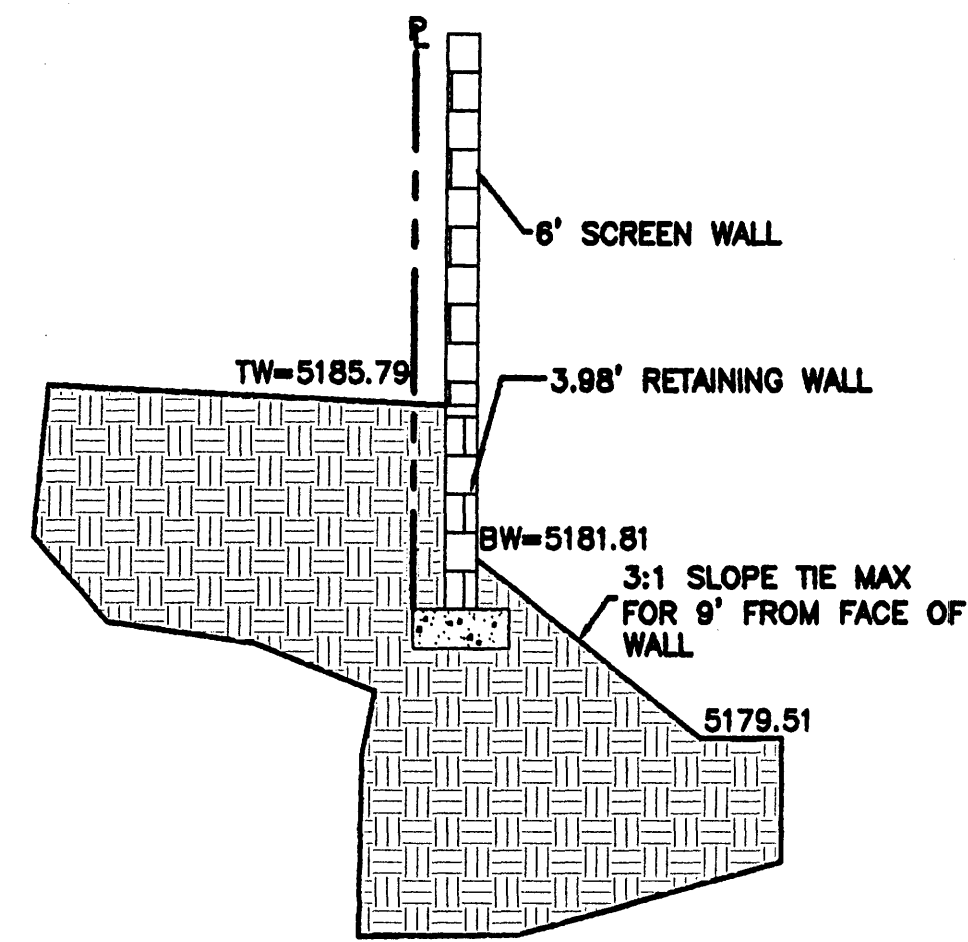 PL
6' SCREEN WALL
TW=5185.79
3.98' RETAINING WALL
BW=5181.81
3:1 SLOPE TIE MAX
FOR 9' FROM FACE OF
WALL
5179.51